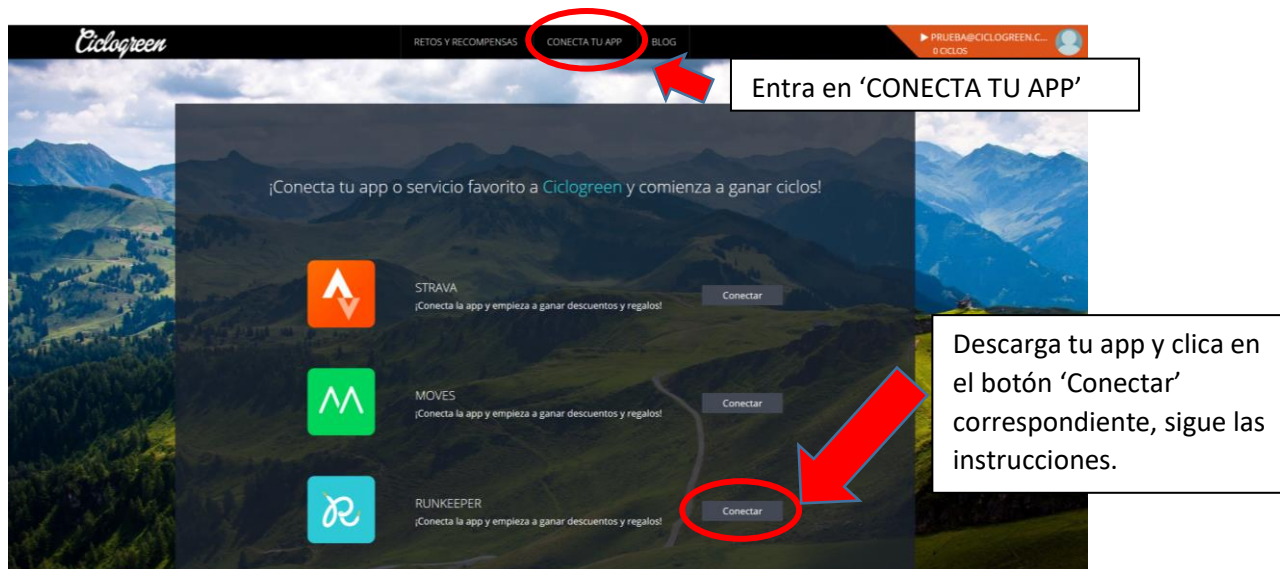 Ciclogreen
RETOS Y RECOMPENSAS CONECTA TU APP BLOG
PRUEBA@CICLOGREEN.C...
0 CICLOS
Entra en ‘CONECTA TU APP’
¡Conecta tu app o servicio favorito a Ciclogreen y comienza a ganar ciclos!
STRAVA
¡Conecta la app y empieza a ganar descuentos y regalos!
Conectar
Descarga tu app y clica en
el botón ‘Conectar’
correspondiente, sigue las
instrucciones.
MOVES
¡Conecta la app y empieza a ganar descuentos y regalos!
Conectar
RUNKEEPER
¡Conecta la app y empieza a ganar descuentos y regalos!
Conectar